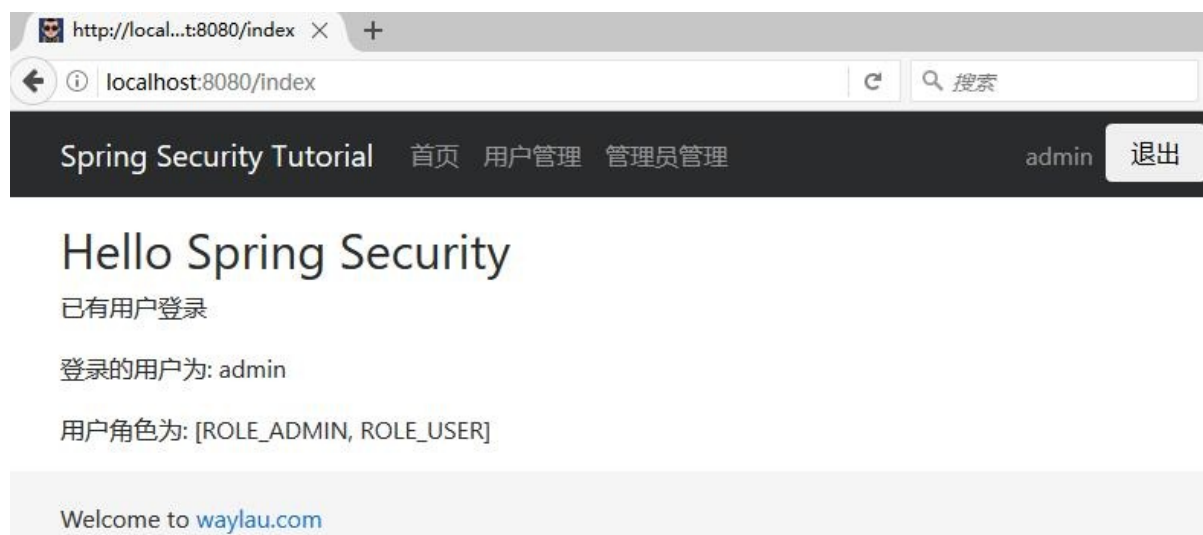 http://local...t:8080/index
localhost:8080/index 搜索
Spring Security Tutorial 首页 用户管理 管理员管理 admin 退出
Hello Spring Security
已有用户登录
登录的用户为: admin
用户角色为: [ROLE_ADMIN, ROLE_USER]
Welcome to waylau.com